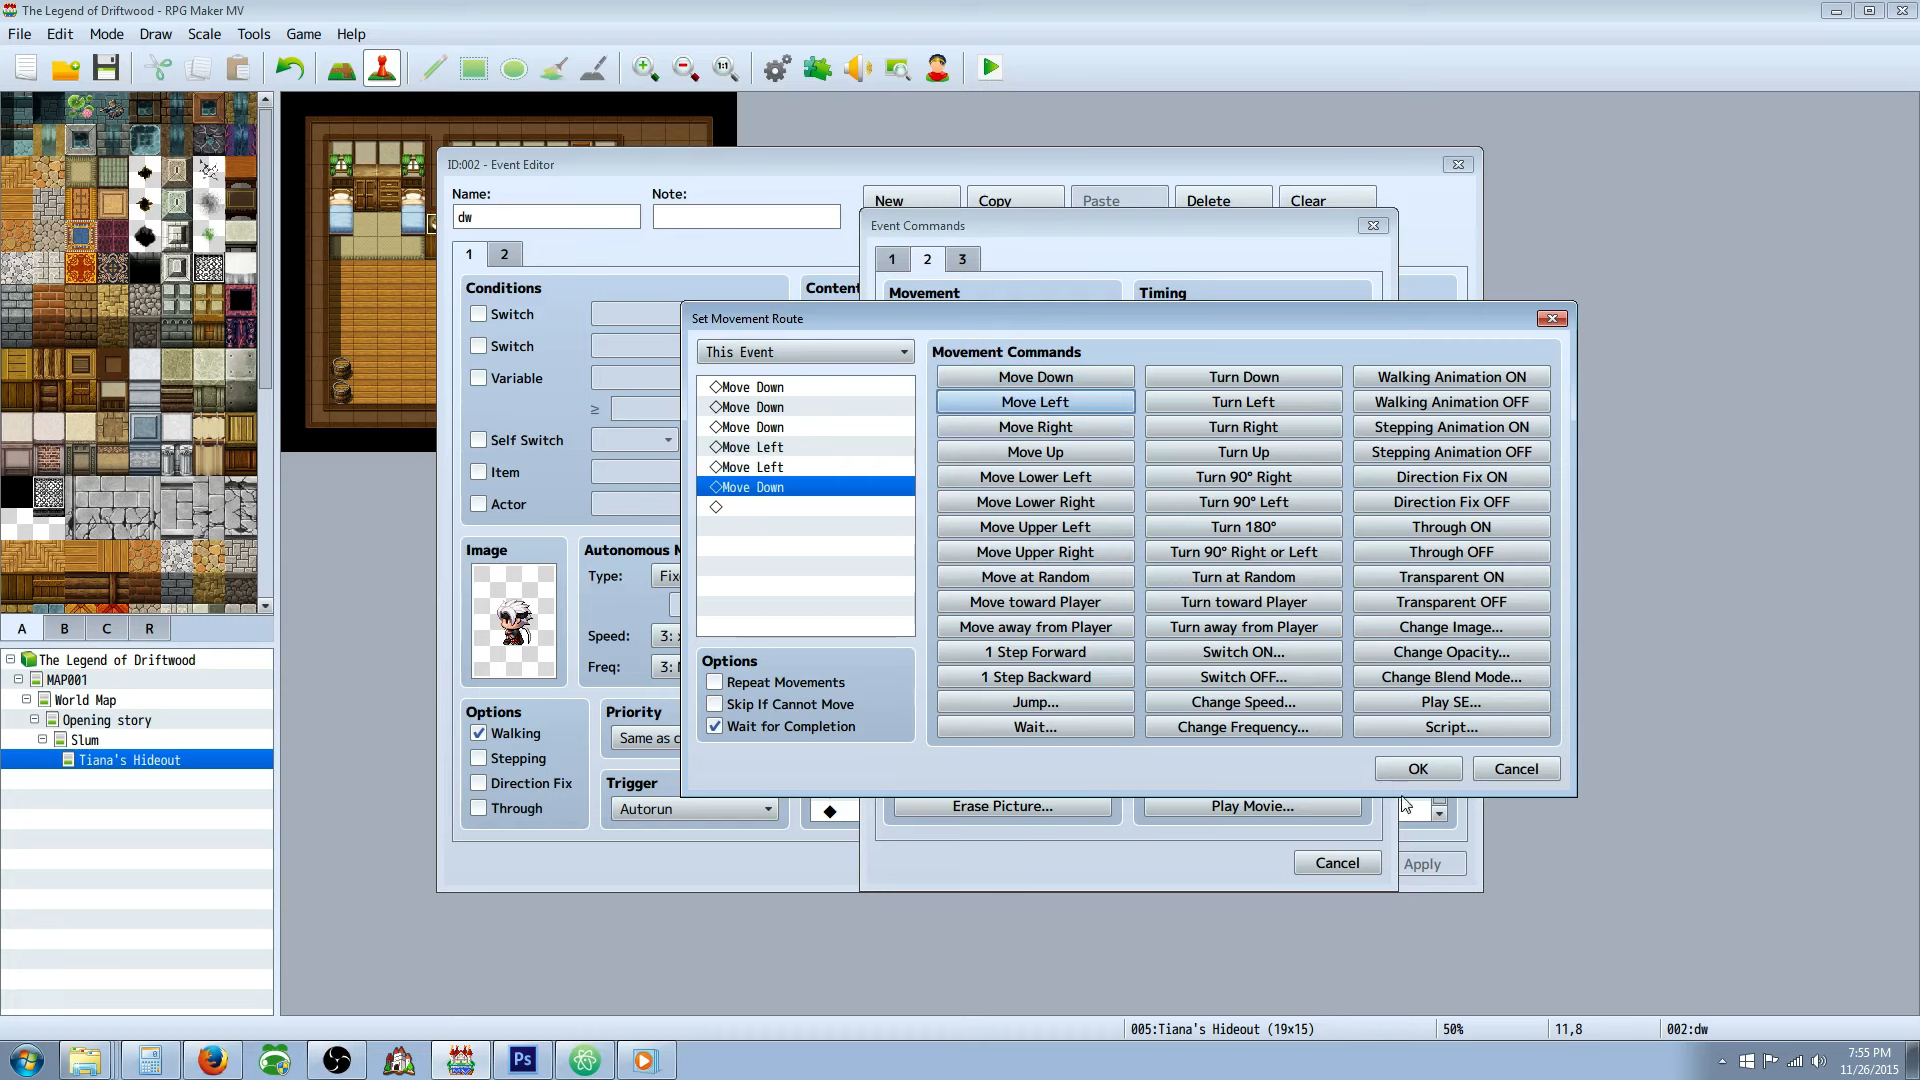 The Legend of Driftwood - RPG Maker MV
File Edit Mode Draw Scale Tools Game Help
1:1
ID:002 - Event Editor
Name:
Note:
dw
New Copy Paste Delete Clear
Event Commands
1 2
1 2 3
Conditions
Content
Movement
Timing
Switch
Switch
Variable
≥
Self Switch
Item
Actor
Set Movement Route
This Event
Movement Commands
◇Move Down
◇Move Down
◇Move Down
◇Move Left
◇Move Left
◇Move Down
◇
Move Down Turn Down Walking Animation ON
Move Left Turn Left Walking Animation OFF
Move Right Turn Right Stepping Animation ON
Move Up Turn Up Stepping Animation OFF
Move Lower Left Turn 90° Right Direction Fix ON
Move Lower Right Turn 90° Left Direction Fix OFF
Move Upper Left Turn 180° Through ON
Move Upper Right Turn 90° Right or Left Through OFF
Move at Random Turn at Random Transparent ON
Move toward Player Turn toward Player Transparent OFF
Move away from Player Turn away from Player Change Image...
1 Step Forward Switch ON... Change Opacity...
1 Step Backward Switch OFF... Change Blend Mode...
Jump... Change Speed... Play SE...
Wait... Change Frequency... Script...
Image
Autonomous M
Type: Fix
Speed: 3:
Freq: 3:
Options
Repeat Movements
Skip If Cannot Move
Wait for Completion
OK Cancel
Options
Walking
Stepping
Direction Fix
Through
Priority
Same as c
Trigger
Autorun
◆
Erase Picture... Play Movie...
Cancel
Apply
A B C R
The Legend of Driftwood
MAP001
World Map
Opening story
Slum
Tiana's Hideout
005:Tiana's Hideout (19x15) 50% 11,8 002:dw
Ps
7:55 PM
11/26/2015